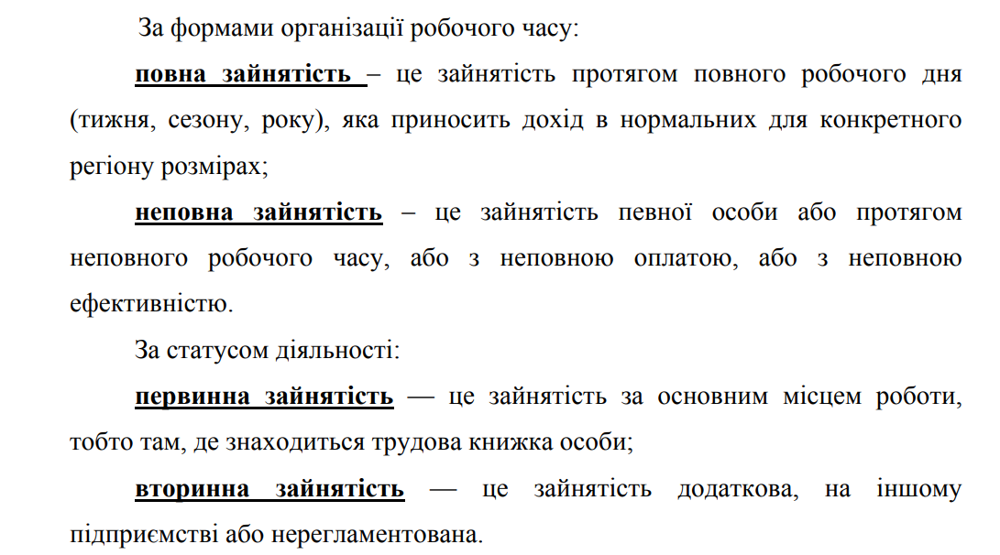 За формами організації робочого часу:
повна зайнятість – це зайнятість протягом повного робочого дня
(тижня, сезону, року), яка приносить дохід в нормальних для конкретного
регіону розмірах;
неповна зайнятість – це зайнятість певної особи або протягом
неповного робочого часу, або з неповною оплатою, або з неповною
ефективністю.
За статусом діяльності:
первинна зайнятість — це зайнятість за основним місцем роботи,
тобто там, де знаходиться трудова книжка особи;
вторинна зайнятість — це зайнятість додаткова, на іншому
підприємстві або нерегламентована.